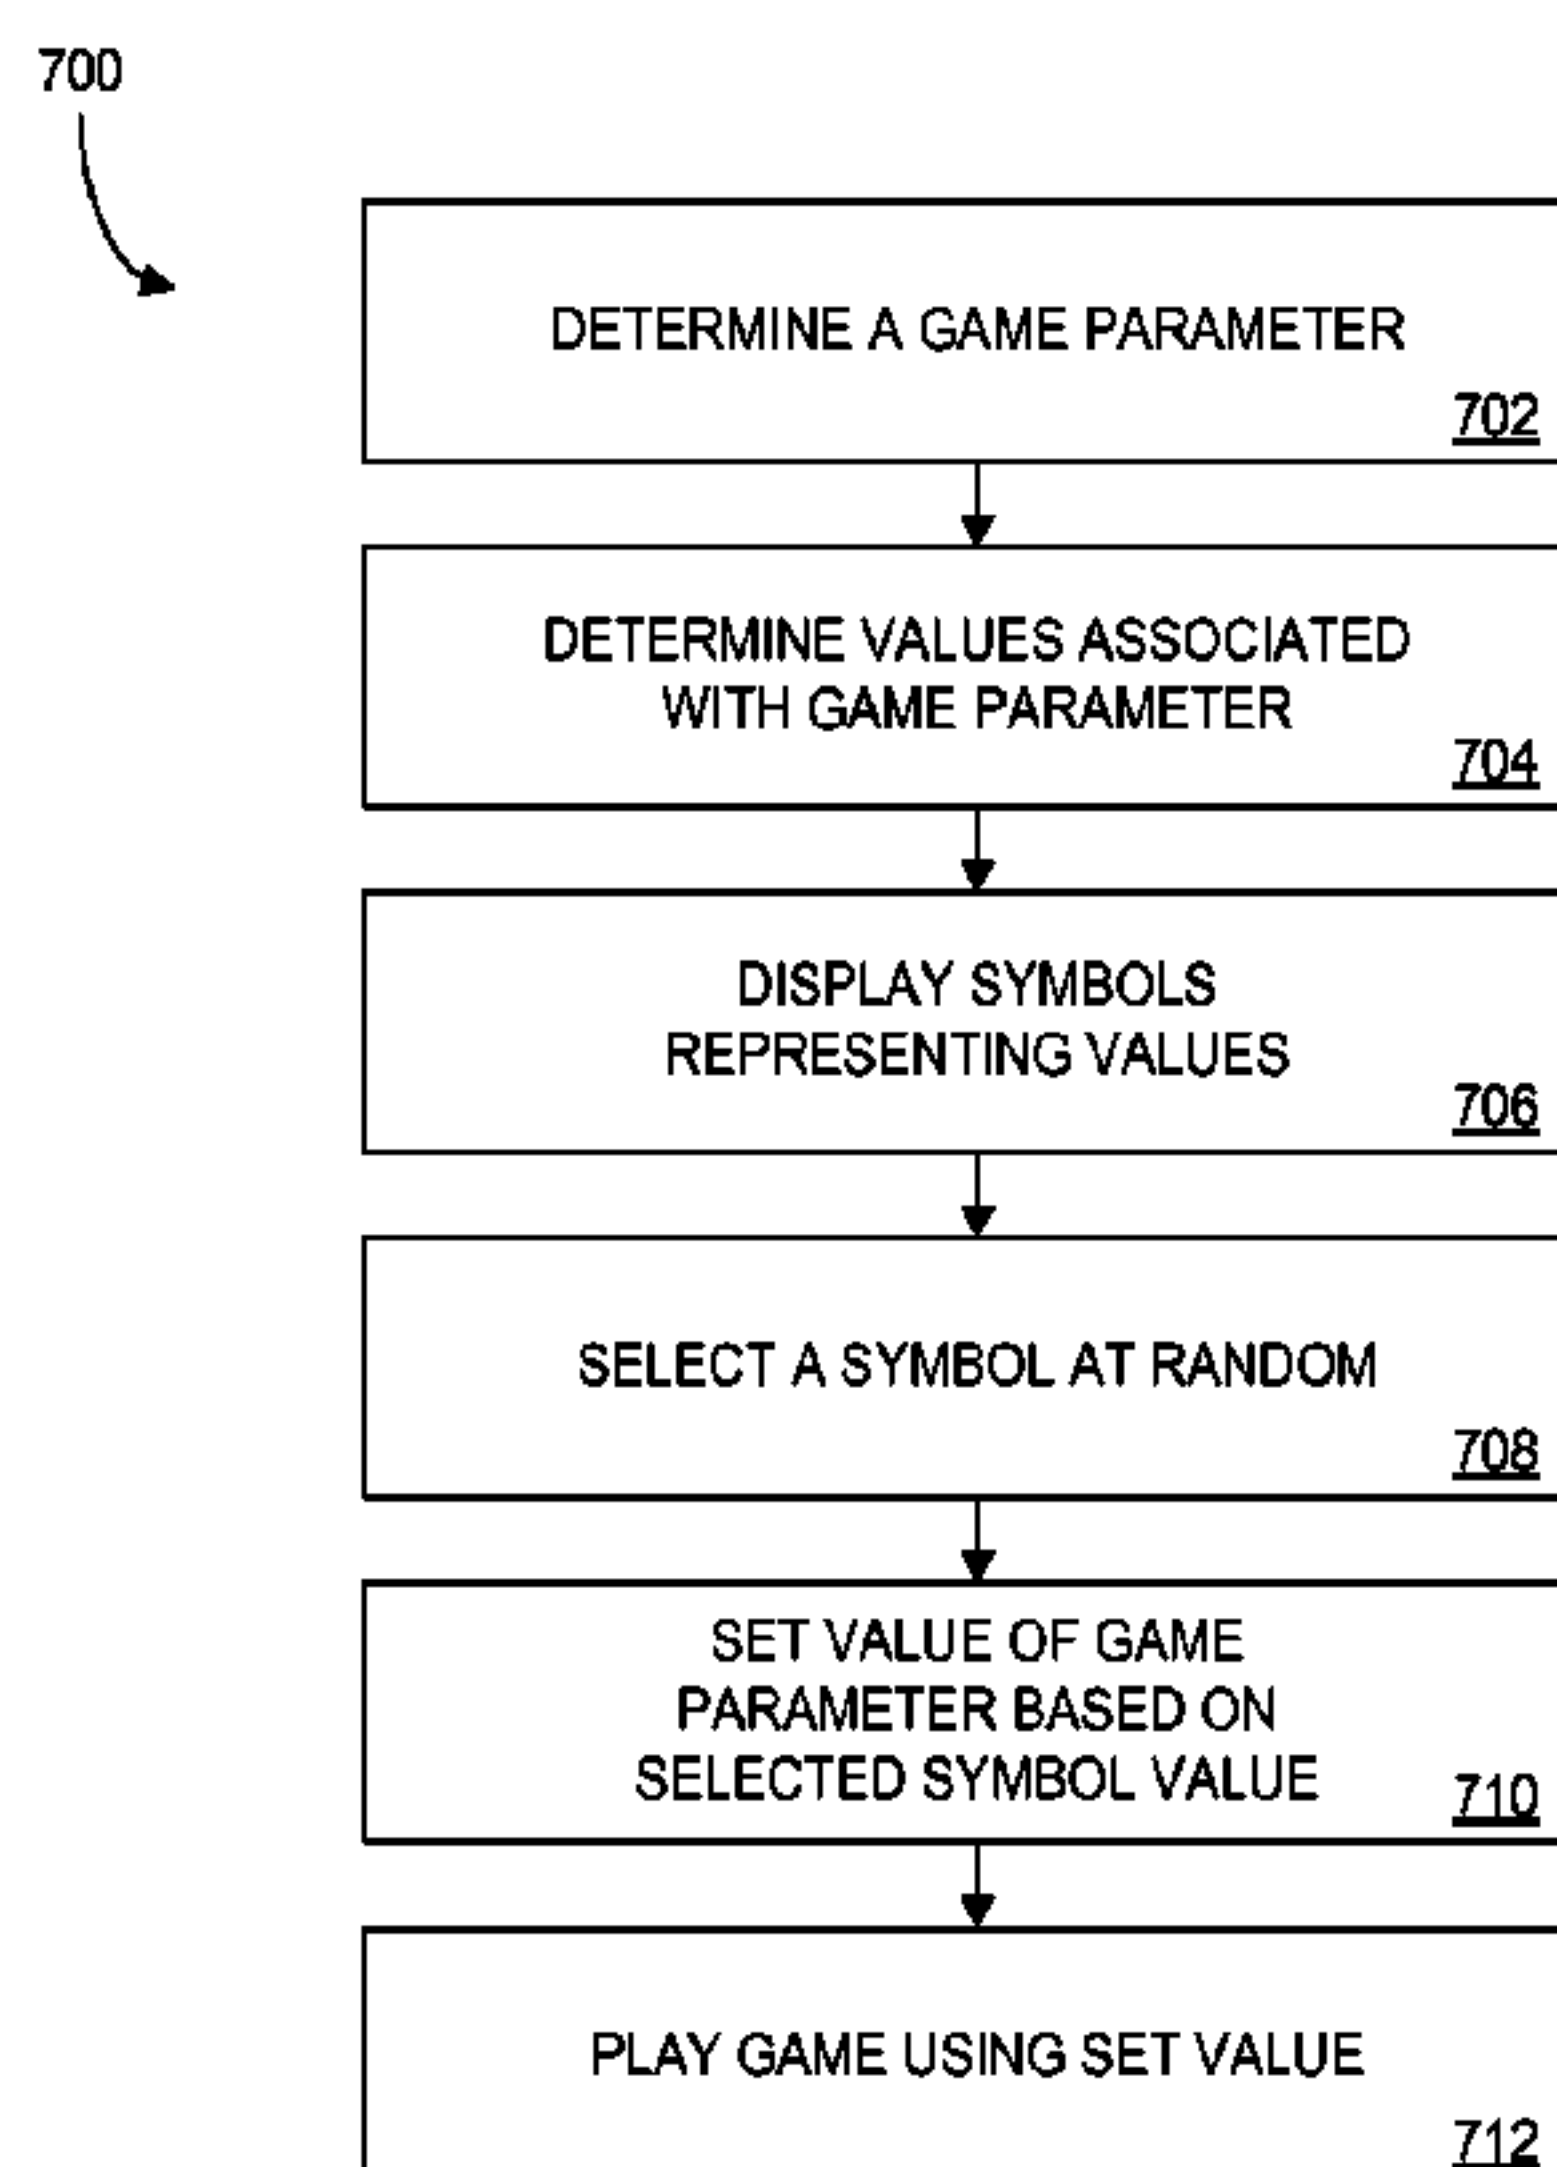 700
DETERMINE A GAME PARAMETER
702
DETERMINE VALUES ASSOCIATED
WITH GAME PARAMETER
704
DISPLAY SYMBOLS
REPRESENTING VALUES
706
SELECT A SYMBOL AT RANDOM
708
SET VALUE OF GAME
PARAMETER BASED ON
SELECTED SYMBOL VALUE
710
PLAY GAME USING SET VALUE
712